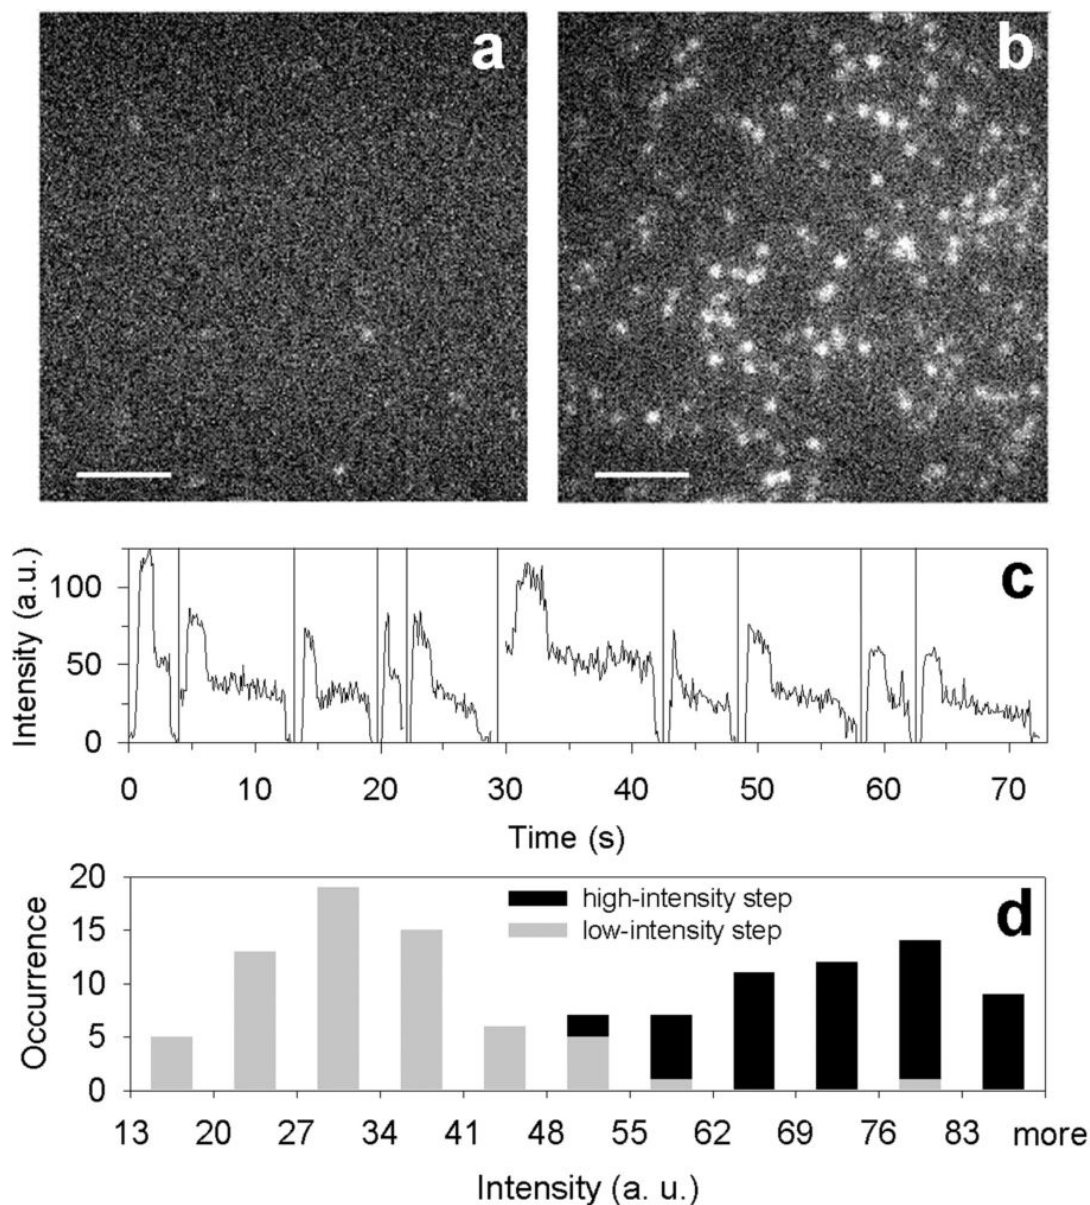 a
b
c
Intensity (a.u.)
100
50
0
0 10 20 30 40 50 60 70
Time (s)
d
high-intensity step
low-intensity step
Occurrence
20
15
10
5
0
13 20 27 34 41 48 55 62 69 76 83 more
Intensity (a. u.)